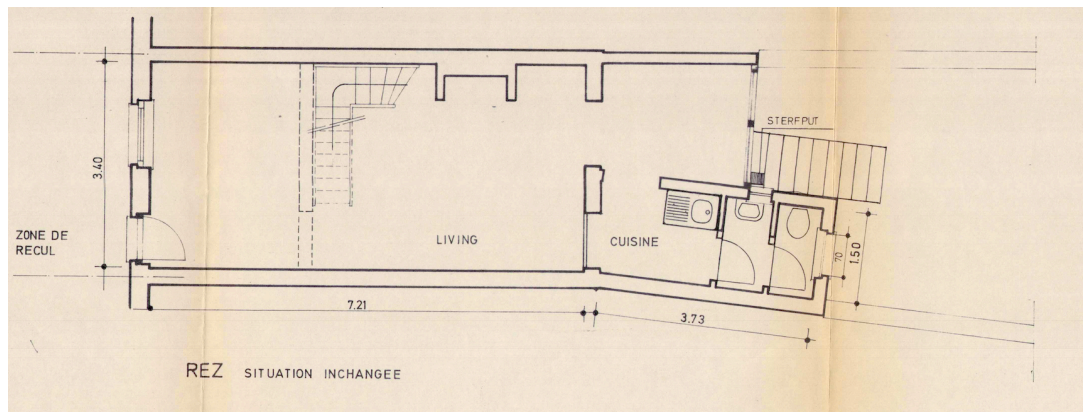 STERFPUT
3.40
ZONE DE
RECUL
LIVING
CUISINE
70
1.50
7.21
3.73
REZ SITUATION INCHANGEE